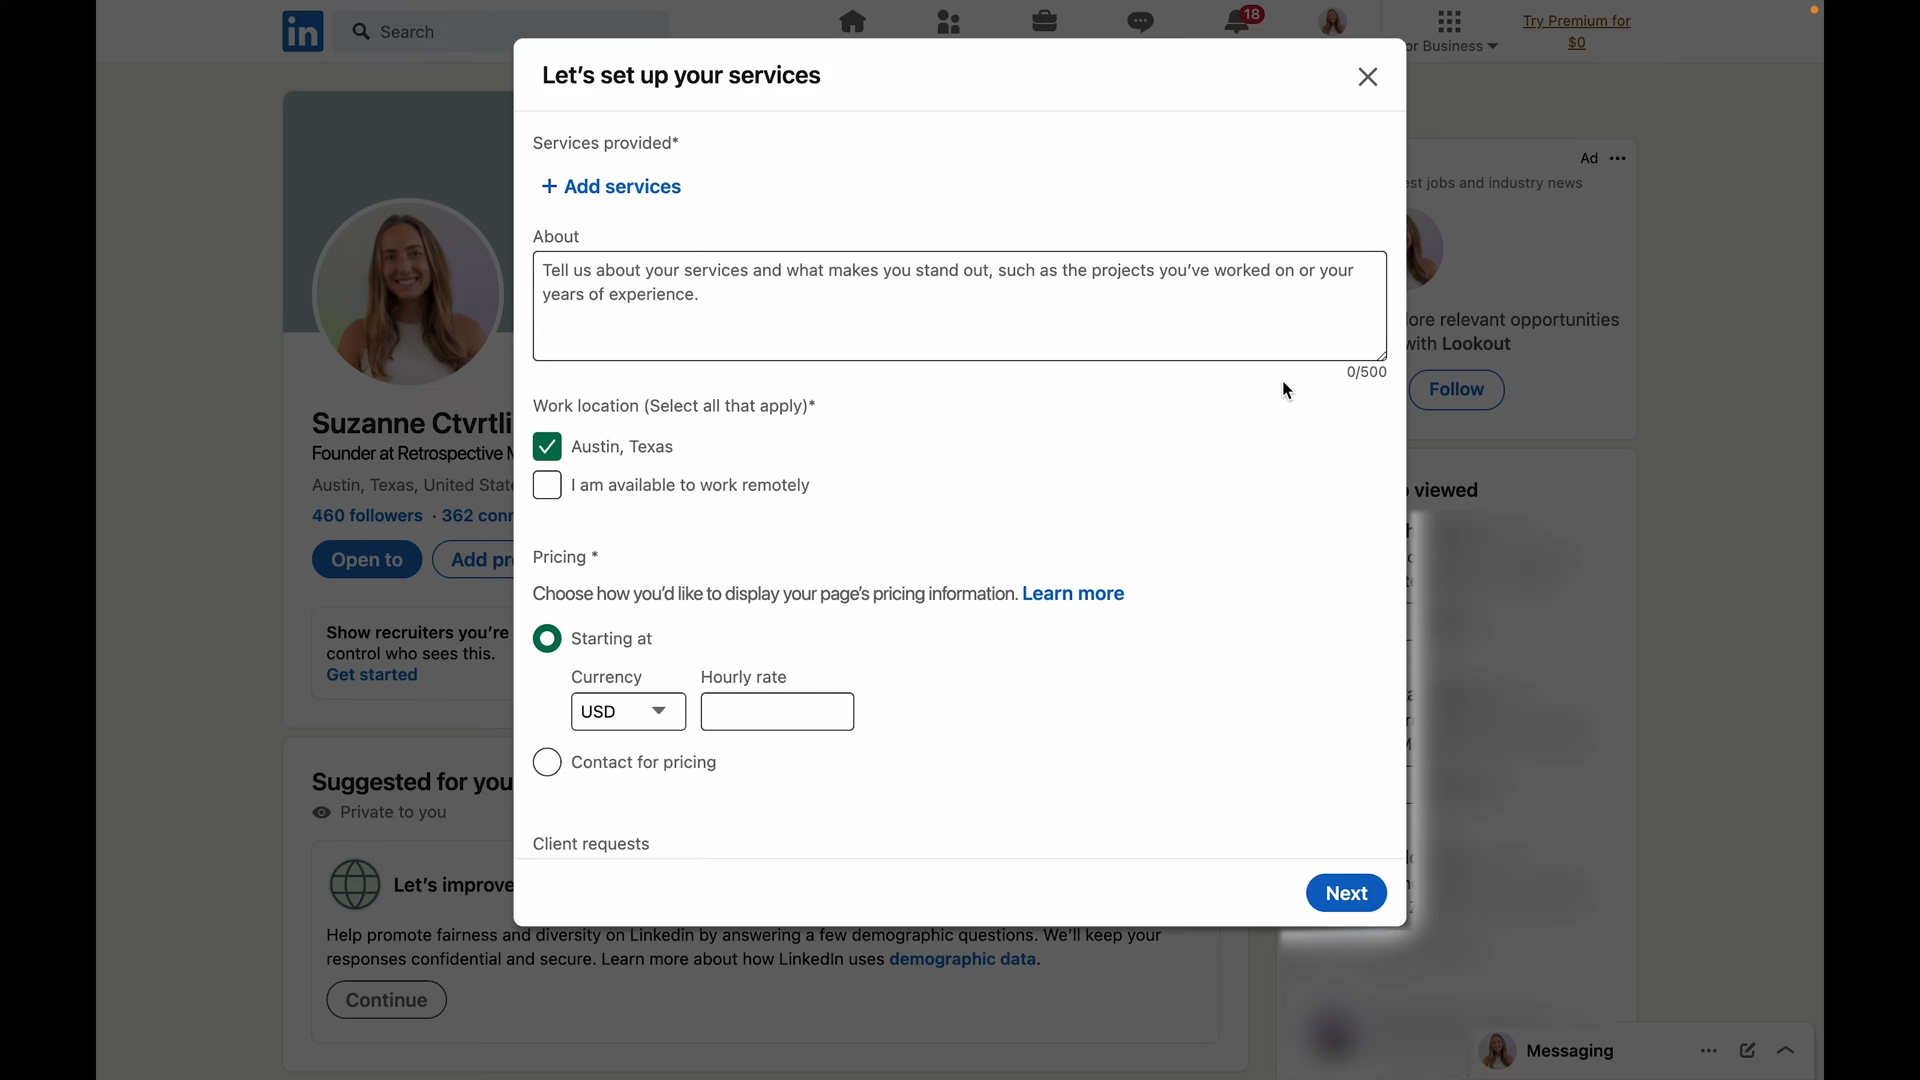 in
Search
18
or Business
Try Premium for
$0
Let's set up your services
Services provided*
+ Add services
About
Tell us about your services and what makes you stand out, such as the projects you've worked on or your
years of experience.
0/500
Work location (Select all that apply)*
Austin, Texas
I am available to work remotely
Pricing *
Choose how you'd like to display your page's pricing information. Learn more
Starting at
Currency
Hourly rate
USD
Contact for pricing
Client requests
Next
Suzanne Ctvrtli
Founder at Retrospective
Austin, Texas, United State
460 followers · 362 conn
Open to
Add pr
Show recruiters you're
control who sees this.
Get started
Suggested for you
Private to you
Let's improve
Help promote fairness and diversity on Linkedin by answering a few demographic questions. We'll keep your
responses confidential and secure. Learn more about how LinkedIn uses demographic data.
Continue
Ad
est jobs and industry news
ore relevant opportunities
with Lookout
Follow
viewed
Messaging